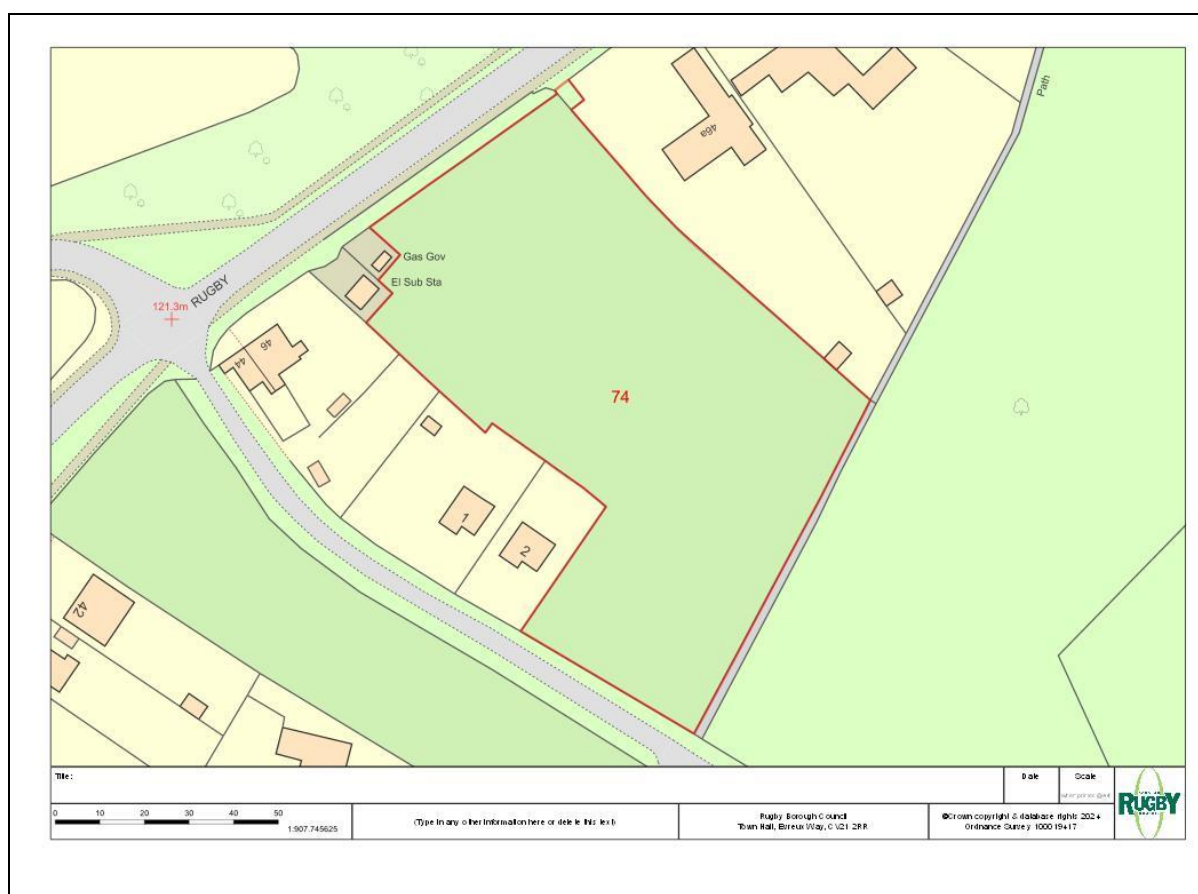 Path
46a
Gas Gov
El Sub Sta
RUGBY
121.3m
46
44
74
1
2
42
Title:
Date
Scale
0 10 20 30 40 50
1:907.745625
(Type in any other information here or delete this text)
Rugby Borough Council
Town Hall, Evreux Way, CV21 2RR
©Crown copyright & database rights 2024
Ordnance Survey 100019417
RUGBY